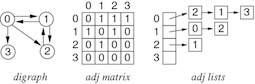 0 1
3 2
digraph
0 1 2 3
0 0 1 1 1
1 1 0 1 0
2 0 1 0 0
3 0 0 0 0
adj matrix
0 2 1 3
1 0 2
2 1
3
adj lists